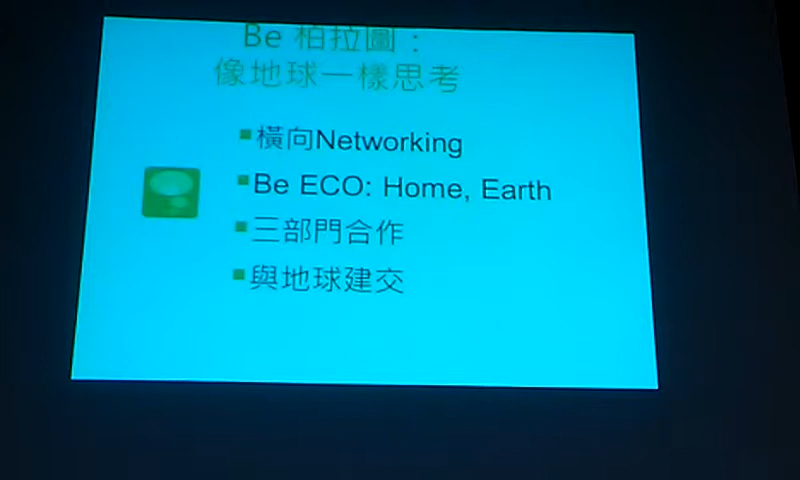 Be 柏拉圖：
像地球一樣思考
橫向Networking
Be ECO: Home, Earth
三部門合作
與地球建交